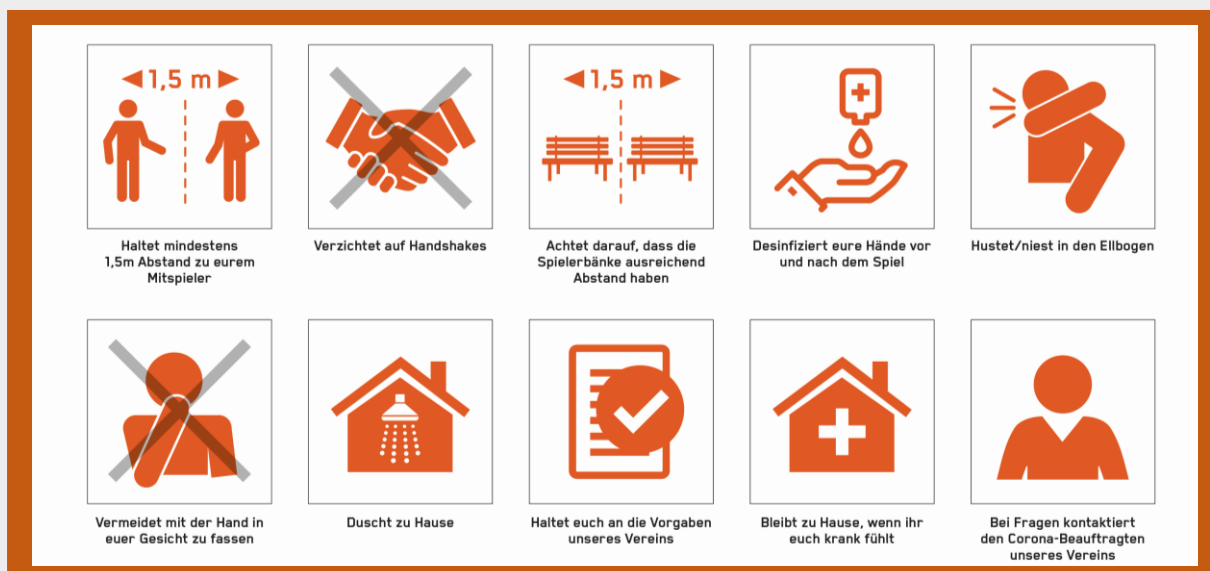 1,5 m
Haltet mindestens
1,5m Abstand zu eurem
Mitspieler
Verzichtet auf Handshakes
1,5 m
Achtet darauf, dass die
Spielerbänke ausreichend
Abstand haben
Desinfiziert eure Hände vor
und nach dem Spiel
Hustet/niest in den Ellbogen
Vermeidet mit der Hand in
euer Gesicht zu fassen
Duscht zu Hause
Haltet euch an die Vorgaben
unseres Vereins
Bleibt zu Hause, wenn ihr
euch krank fühlt
Bei Fragen kontaktiert
den Corona-Beauftragten
unseres Vereins